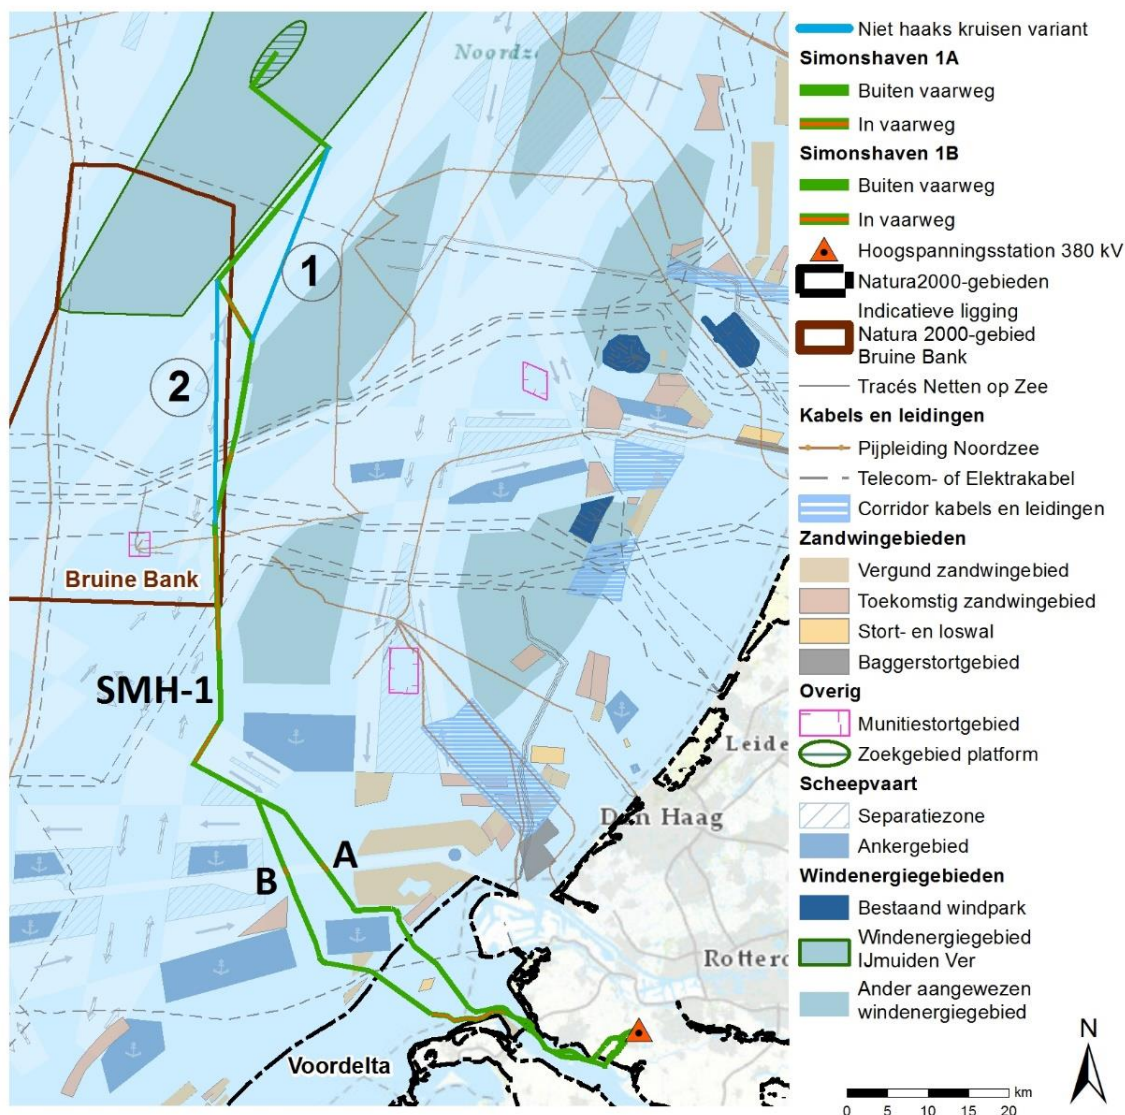 Noordz
1
2
Bruine Bank
SMH-1
A
B
Leide
Den Haag
Rotterd
Voordelta
Niet haaks kruisen variant
Simonshaven 1A
Buiten vaarweg
In vaarweg
Simonshaven 1B
Buiten vaarweg
In vaarweg
Hoogspanningsstation 380 kV
Natura2000-gebieden
Indicatieve ligging
Natura 2000-gebied
Bruine Bank
Tracés Netten op Zee
Kabels en leidingen
Pijpleiding Noordzee
Telecom- of Elektrakabel
Corridor kabels en leidingen
Zandwingebieden
Vergund zandwingebied
Toekomstig zandwingebied
Stort- en loswal
Baggerstortgebied
Overig
Munitiestortgebied
Zoekgebied platform
Scheepvaart
Separatiezone
Ankergebied
Windenergiegebieden
Bestaand windpark
Windenergiegebied
IJmuiden Ver
Ander aangewezen
windenergiegebied
N
km
0 5 10 15 20